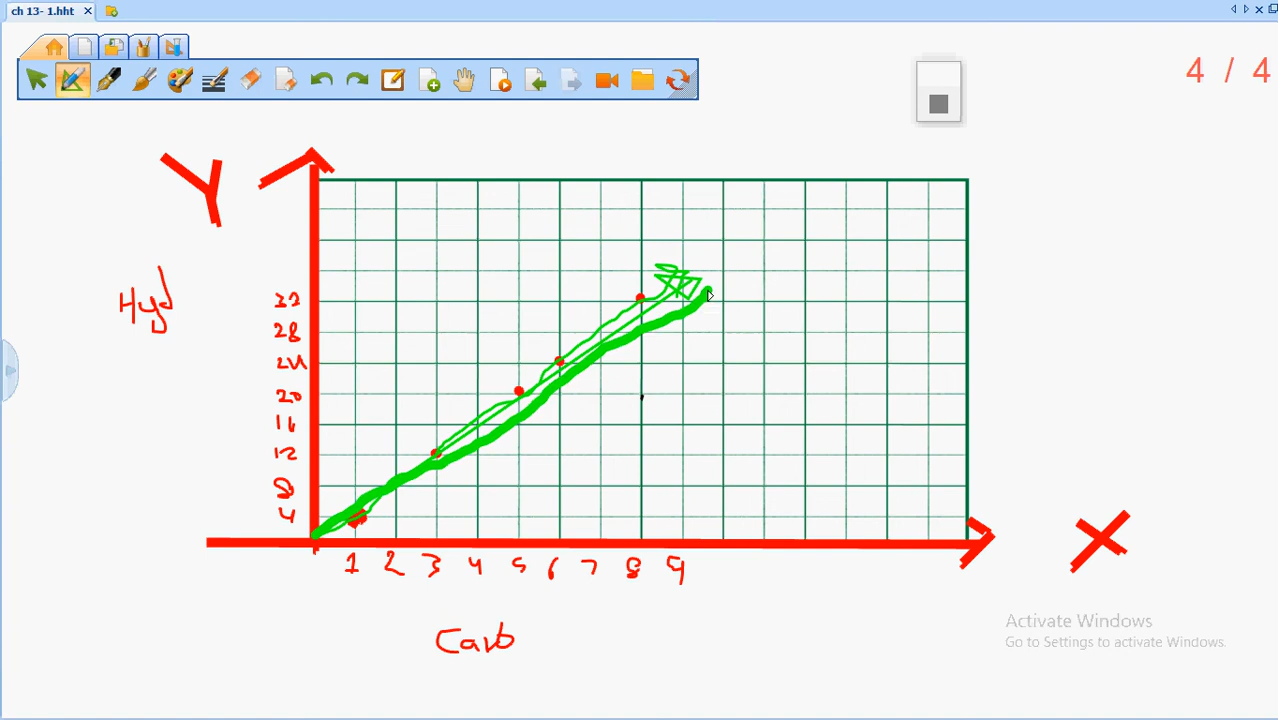 ch 13- 1.hht
4 / 4
Y
Hyd
32
28
24
20
16
12
8
4
1 2 3 4 5 6 7 8 9
X
Carb
Activate Windows
Go to Settings to activate Windows.